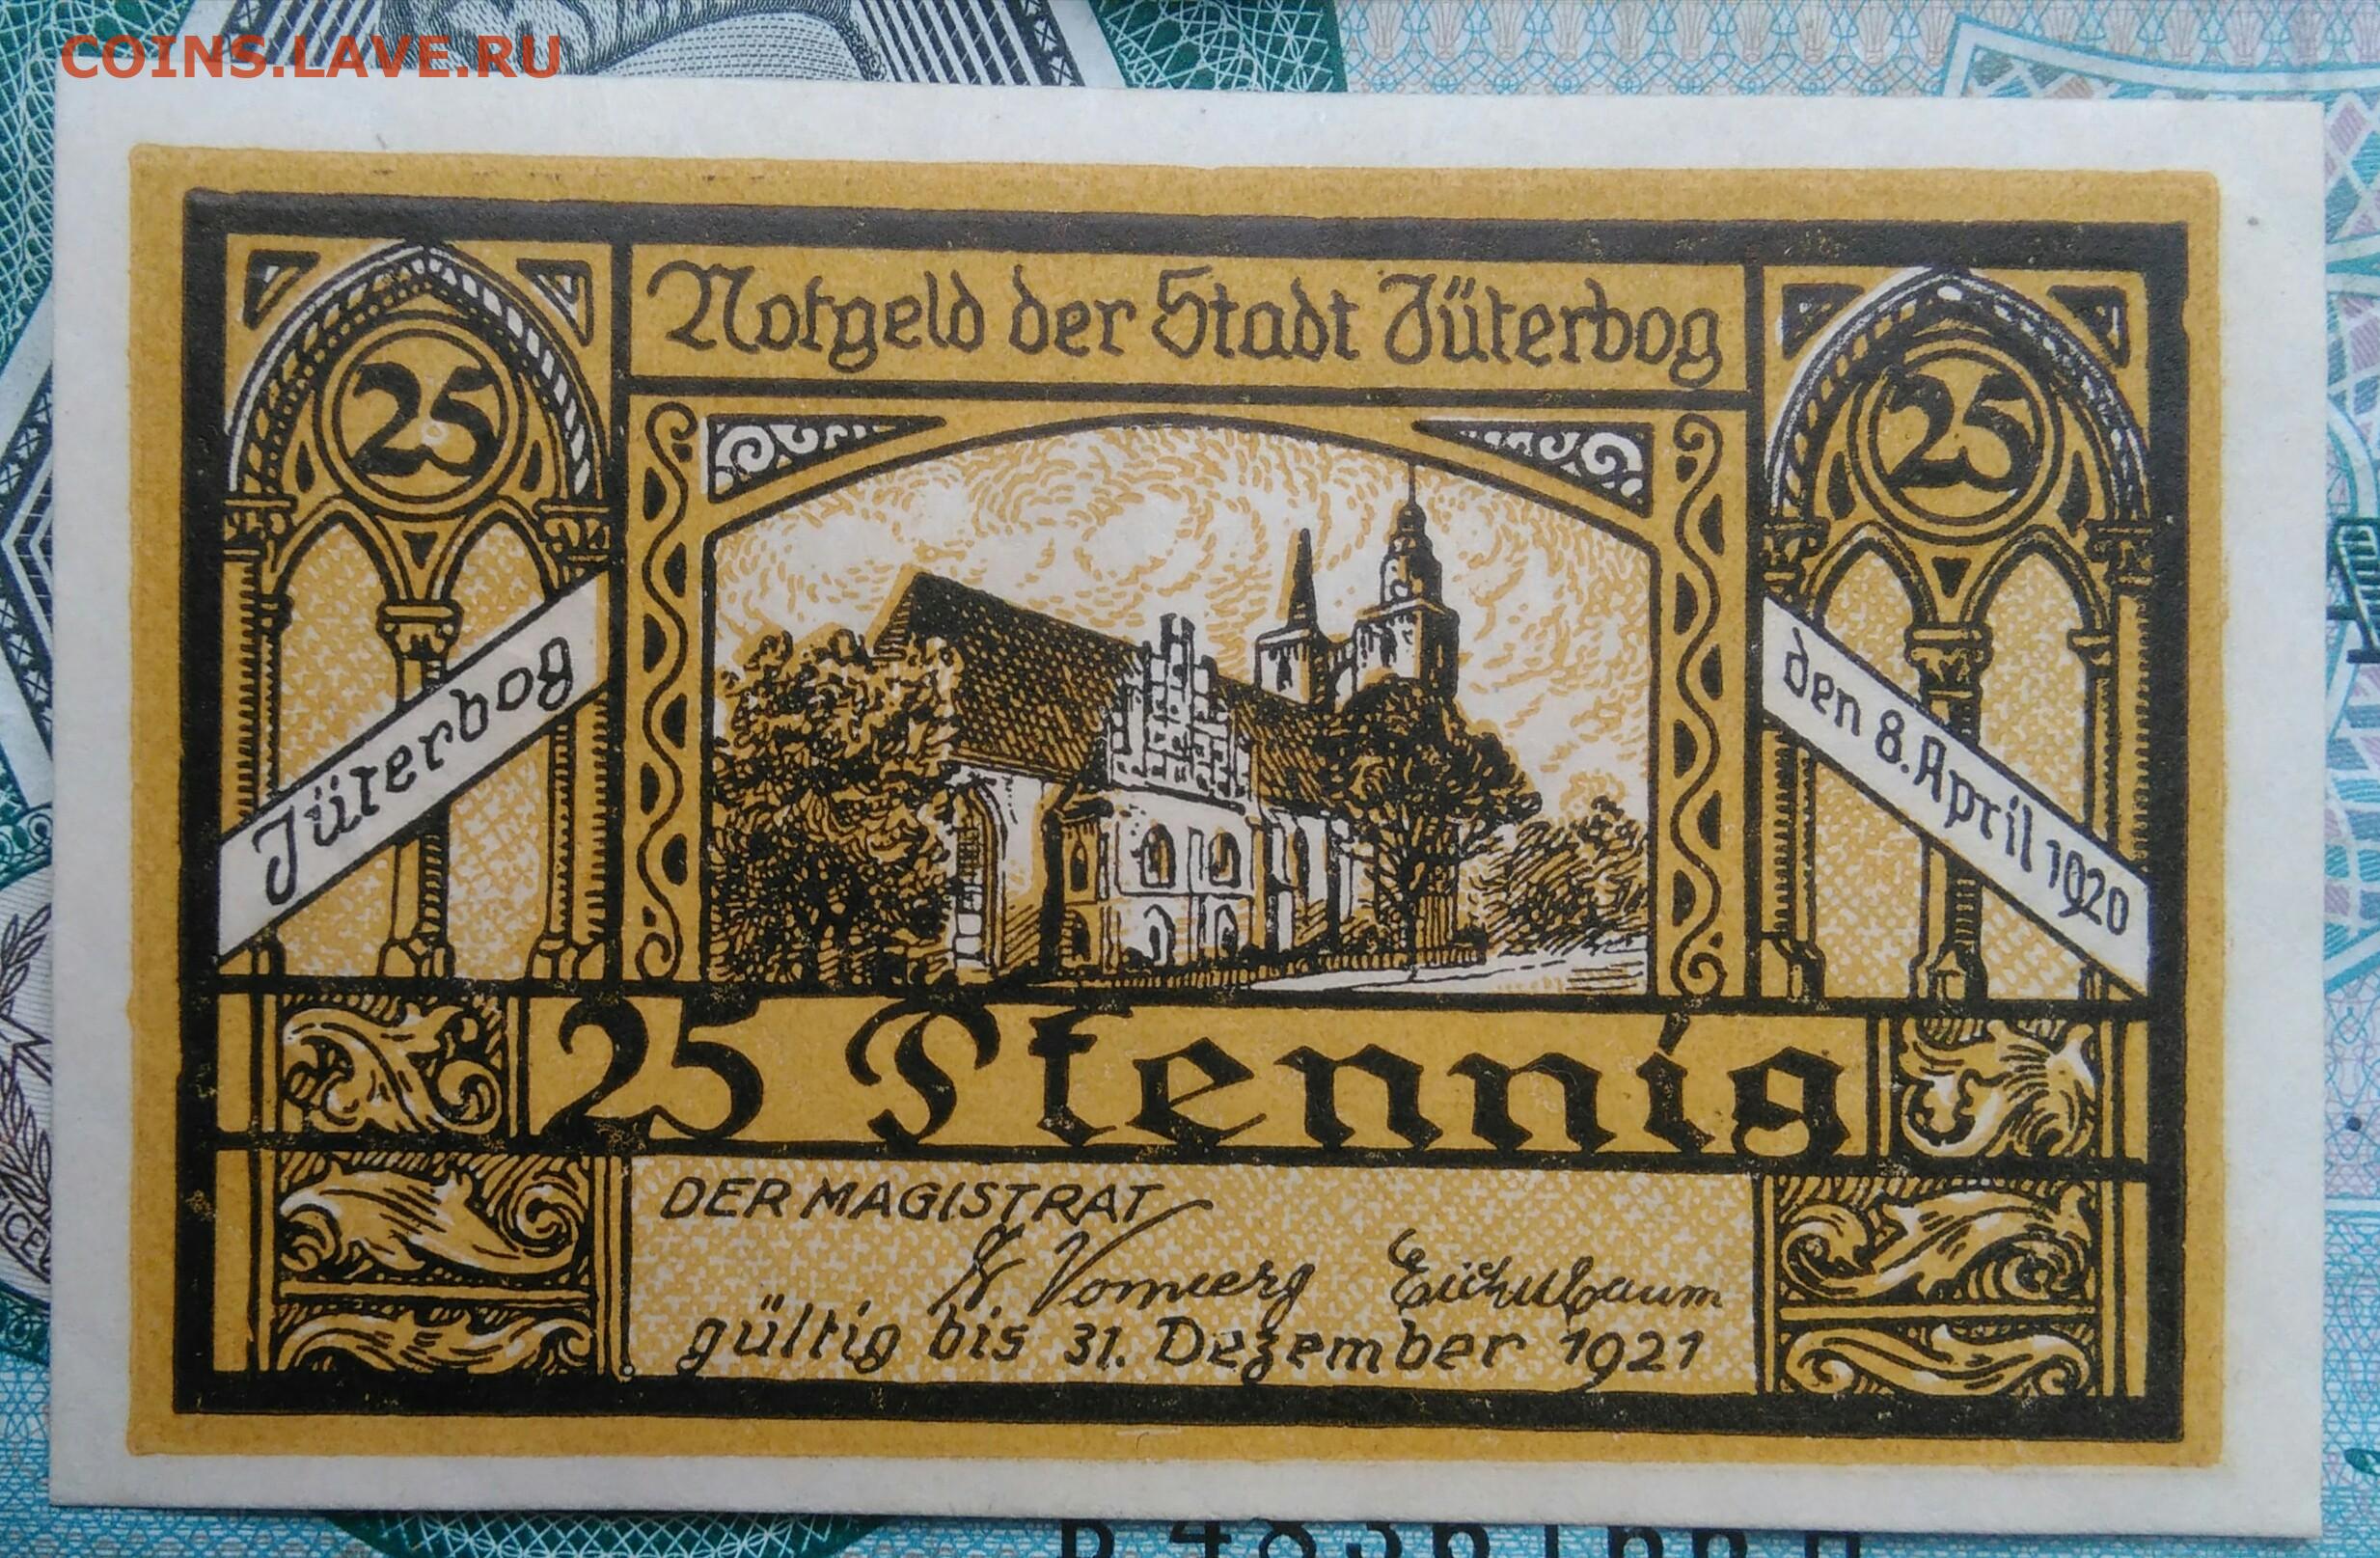 COINS.LAVE.RU
Notgeld der Stadt Jüterbog
25
25
Jüterbog
den 8. April 1920
25 Pfennig
DER MAGISTRAT
gültig bis 31. Dezember 1921